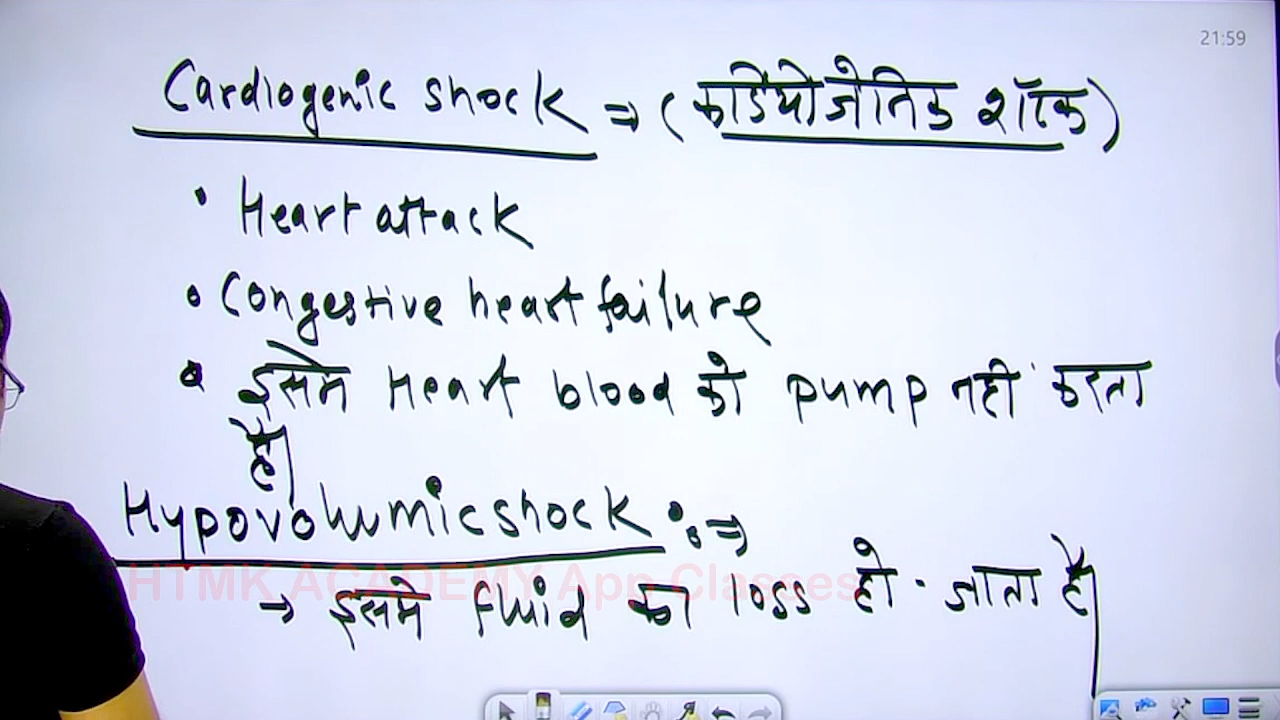 21:59
Cardiogenic shock ⇒ (कार्डियोजेनिक शॉक)
• Heart attack
• Congestive heart failure
• इसमे Heart blood को pump नही करता
है।
Hypovolumic shock :⇒
HTMK ACADEMY App Classes
→ इसमे fluid का loss हो जाता है।